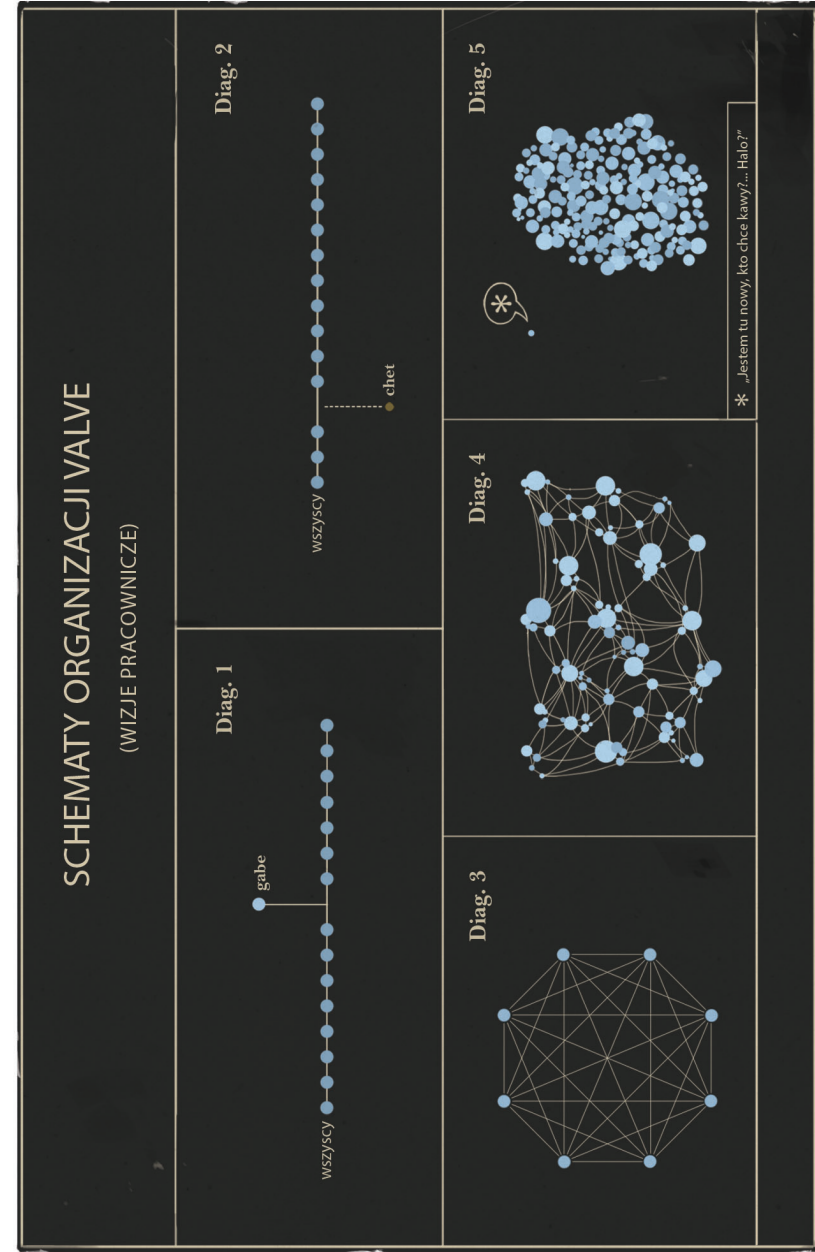 SCHEMATY ORGANIZACJI VALVE
(WIZJE PRACOWNICZE)
Diag. 1
gabe
wszyscy
Diag. 2
wszyscy
chet
Diag. 3
Diag. 4
Diag. 5
*
* „Jestem tu nowy, kto chce kawy?... Halo?”